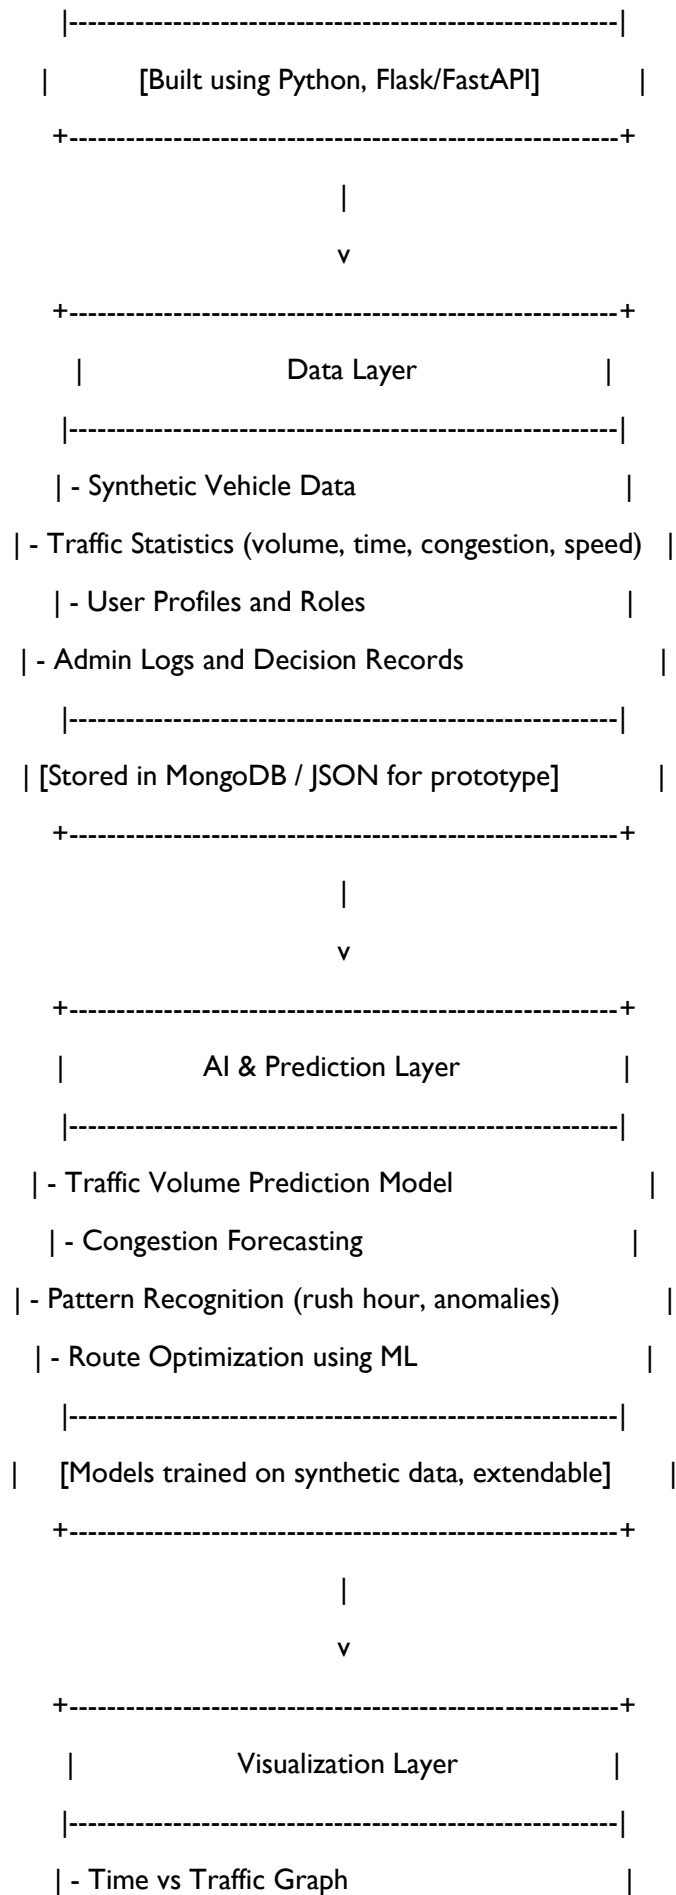 |----------------------------------------------------------|
| [Built using Python, Flask/FastAPI] |
+----------------------------------------------------------+
|
v
+----------------------------------------------------------+
| Data Layer |
|----------------------------------------------------------|
| - Synthetic Vehicle Data |
| - Traffic Statistics (volume, time, congestion, speed) |
| - User Profiles and Roles |
| - Admin Logs and Decision Records |
|----------------------------------------------------------|
| [Stored in MongoDB / JSON for prototype] |
+----------------------------------------------------------+
|
v
+----------------------------------------------------------+
| AI & Prediction Layer |
|----------------------------------------------------------|
| - Traffic Volume Prediction Model |
| - Congestion Forecasting |
| - Pattern Recognition (rush hour, anomalies) |
| - Route Optimization using ML |
|----------------------------------------------------------|
| [Models trained on synthetic data, extendable] |
+----------------------------------------------------------+
|
v
+----------------------------------------------------------+
| Visualization Layer |
|----------------------------------------------------------|
| - Time vs Traffic Graph |